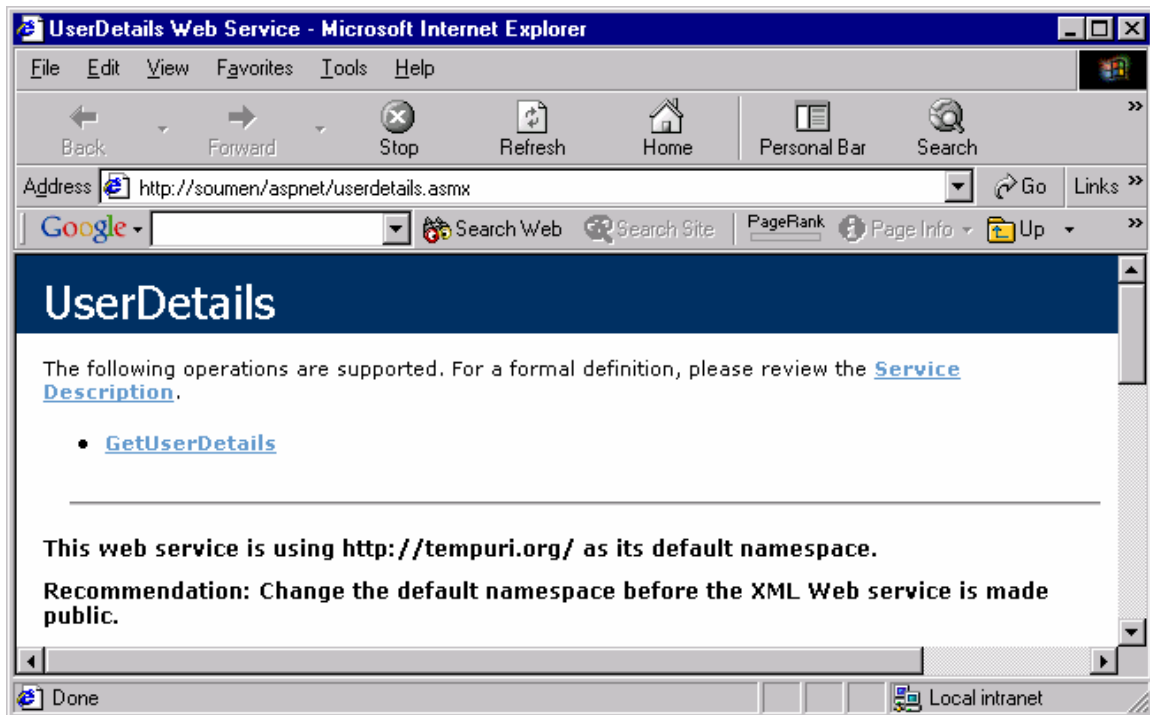 UserDetails Web Service - Microsoft Internet Explorer
File Edit View Favorites Tools Help
Back Forward Stop Refresh Home Personal Bar Search »
Address http://soumen/aspnet/userdetails.asmx Go Links »
Google Search Web Search Site PageRank Page Info Up »
UserDetails
The following operations are supported. For a formal definition, please review the Service
Description.
• GetUserDetails
This web service is using http://tempuri.org/ as its default namespace.
Recommendation: Change the default namespace before the XML Web service is made
public.
Done Local intranet